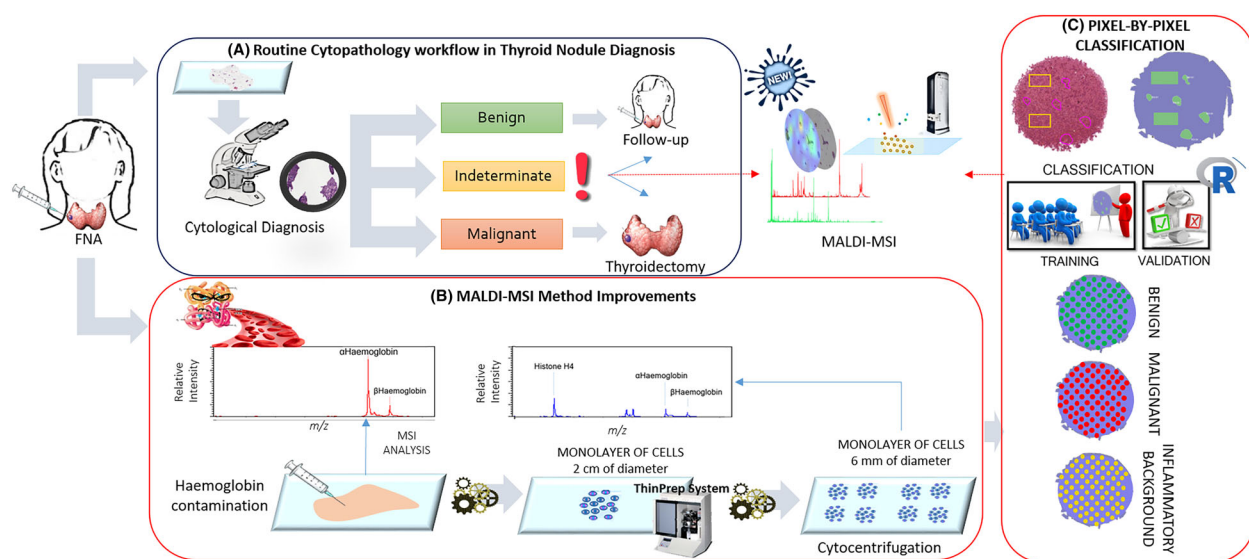 (A) Routine Cytopathology workflow in Thyroid Nodule Diagnosis
FNA
Cytological Diagnosis
Benign
Indeterminate
Malignant
Follow-up
Thyroidectomy
NEW!
MALDI-MSI
(B) MALDI-MSI Method Improvements
Relative
Intensity
αHaemoglobin
βHaemoglobin
m/z
MSI
ANALYSIS
Haemoglobin
contamination
Relative
Intensity
Histone H4
αHaemoglobin
βHaemoglobin
m/z
MONOLAYER OF CELLS
2 cm of diameter
ThinPrep System
MONOLAYER OF CELLS
6 mm of diameter
Cytocentrifugation
(C) PIXEL-BY-PIXEL
CLASSIFICATION
CLASSIFICATION
R
TRAINING
VALIDATION
BENIGN
MALIGNANT
INFLAMMATORY
BACKGROUND